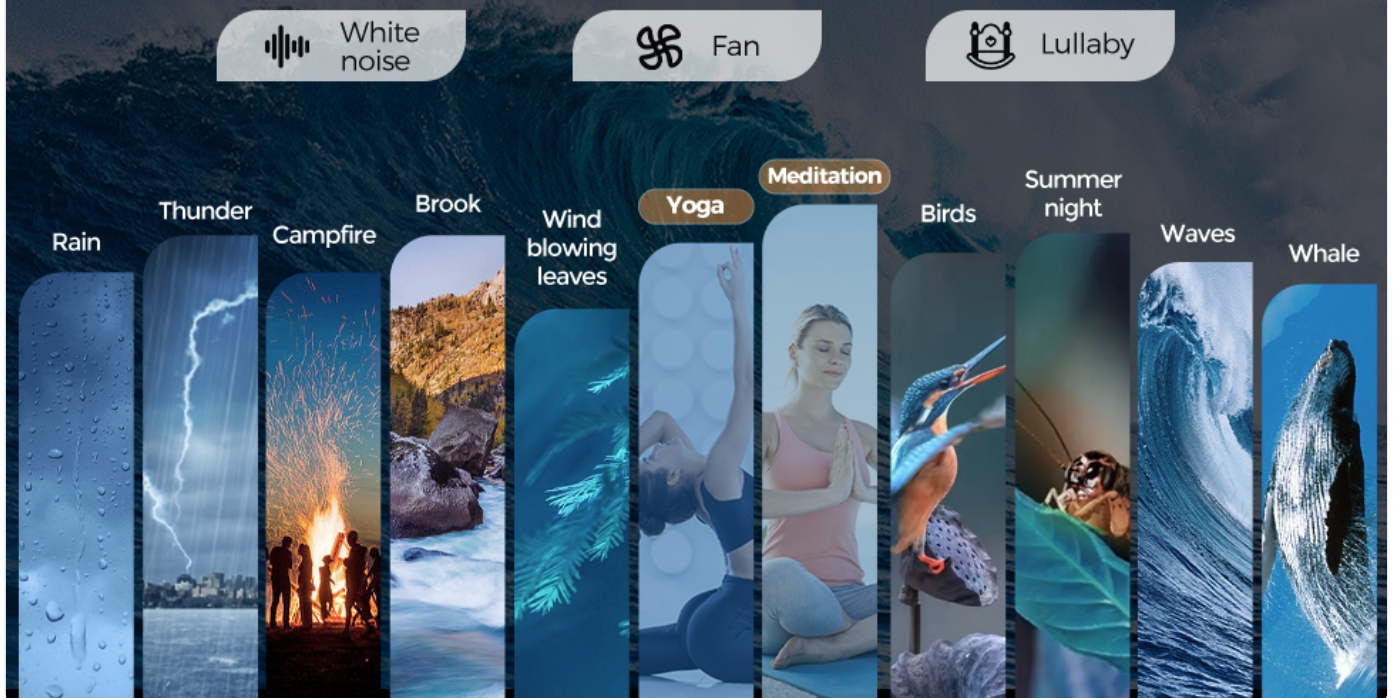 White
noise
Fan
Lullaby
Rain
Thunder
Campfire
Brook
Wind
blowing
leaves
Yoga
Meditation
Birds
Summer
night
Waves
Whale